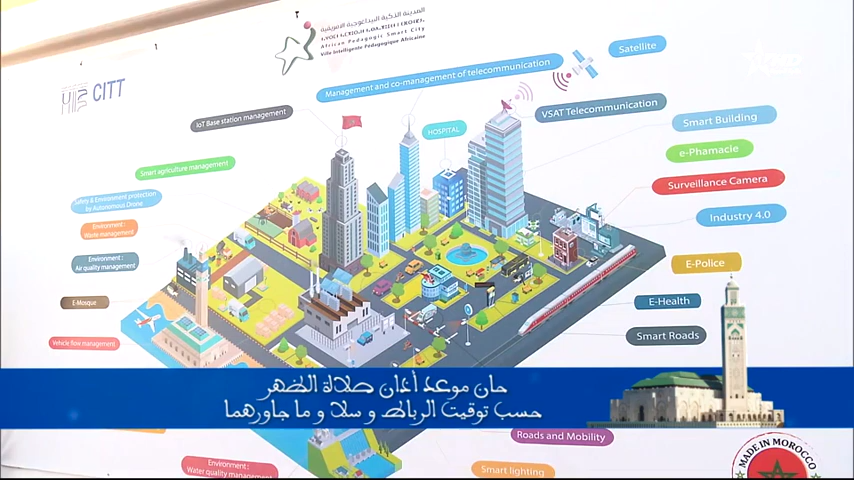 المدينة الذكية البيداغوجية الافريقية
African Pedagogic Smart City
Ville Intelligente Pédagogique Africaine
CITT
Satellite
Management and co-management of telecommunication
IoT Base station management
HOSPITAL
VSAT Telecommunication
Smart Building
e-Phamacie
Smart agriculture management
Surveillance Camera
Safety & Environment protection
by Autonomous Drone
Industry 4.0
Environment :
Waste management
Environment :
Air quality management
E-Police
E-Mosque
E-Health
Vehicle flow management
Smart Roads
حان موعد أذان صلاة الظهر
حسب توقيت الرباط و سلا و ما جاورهما
Roads and Mobility
Environment :
Water quality management
Smart lighting
MADE IN MOROCCO